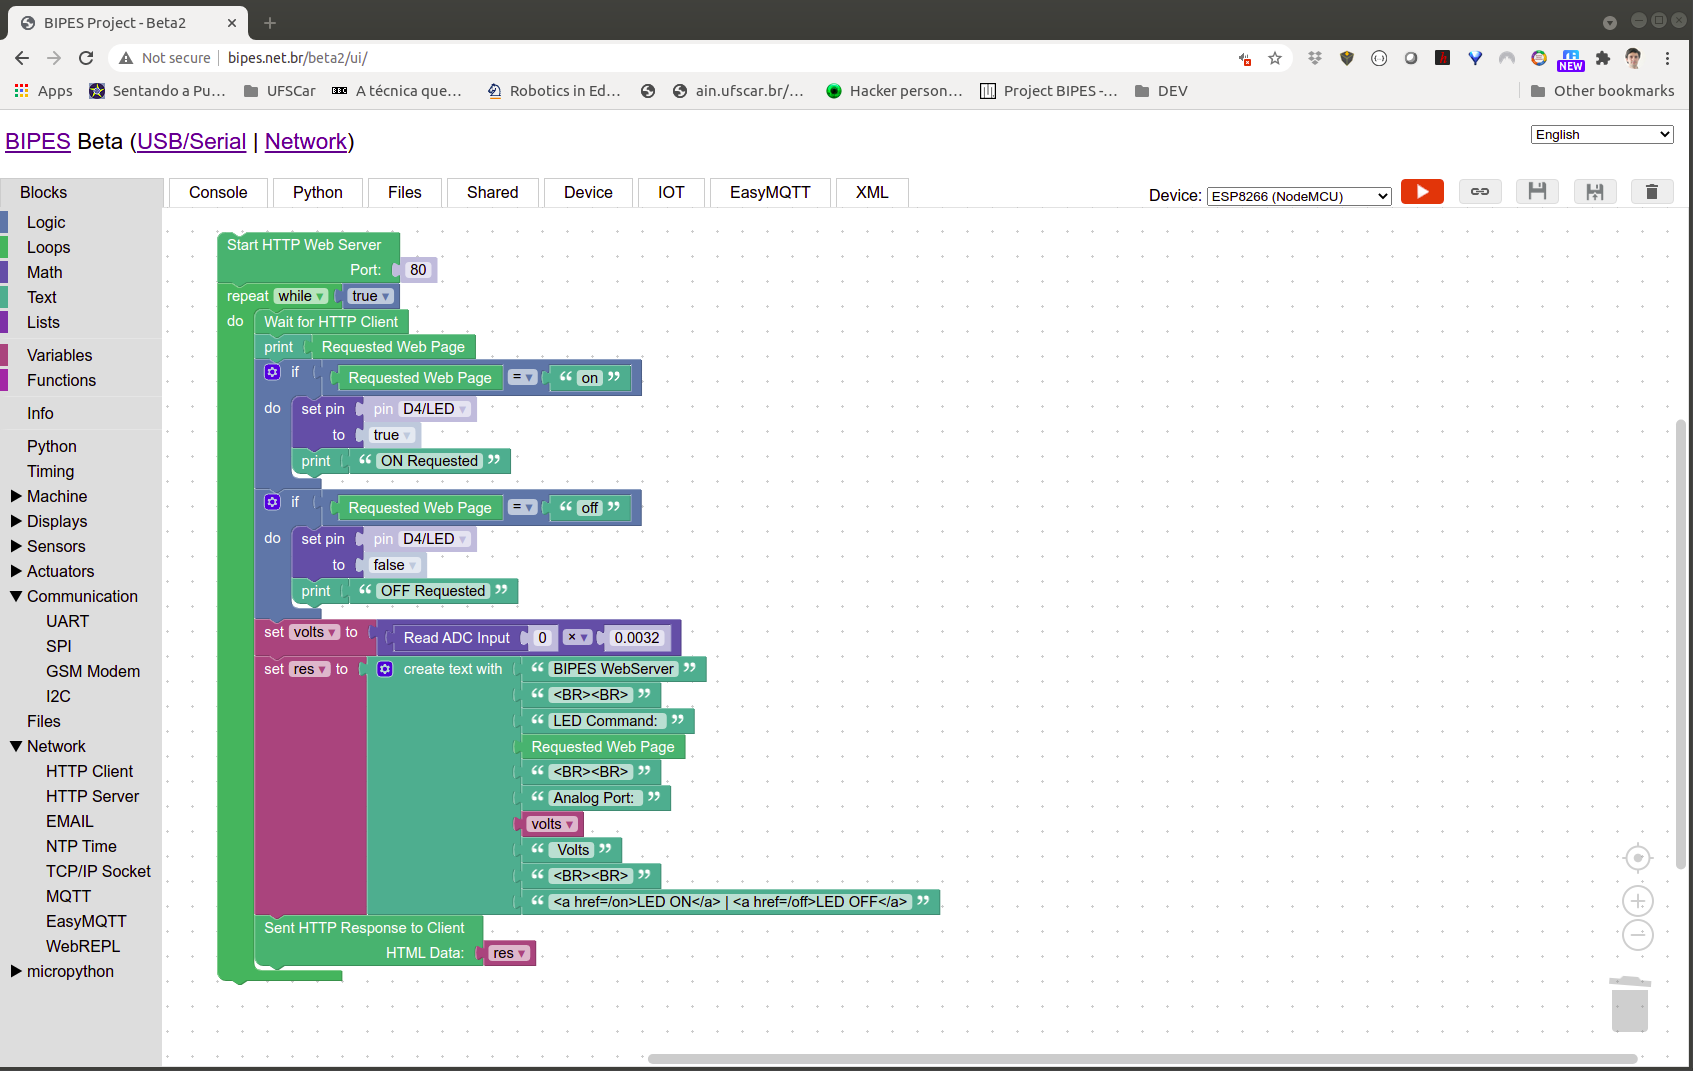 BIPES Project - Beta2
Not secure | bipes.net.br/beta2/ui/
NEW
Apps Sentando a Pu... UFSCar BBC A técnica que... Robotics in Ed... ain.ufscar.br/... Hacker person... Project BIPES -... DEV Other bookmarks
BIPES Beta (USB/Serial | Network)
English
Blocks Console Python Files Shared Device IOT EasyMQTT XML Device: ESP8266 (NodeMCU)
Logic
Loops
Math
Text
Lists
Variables
Functions
Info
Python
Timing
Machine
Displays
Sensors
Actuators
Communication
UART
SPI
GSM Modem
I2C
Files
Network
HTTP Client
HTTP Server
EMAIL
NTP Time
TCP/IP Socket
MQTT
EasyMQTT
WebREPL
micropython
Start HTTP Web Server
Port: 80
repeat while true
do Wait for HTTP Client
print Requested Web Page
if Requested Web Page = “ on ”
do set pin pin D4/LED
to true
print “ ON Requested ”
if Requested Web Page = “ off ”
do set pin pin D4/LED
to false
print “ OFF Requested ”
set volts to Read ADC Input 0 × 0.0032
set res to create text with “ BIPES WebServer ”
“ <BR><BR> ”
“ LED Command: ”
Requested Web Page
“ <BR><BR> ”
“ Analog Port: ”
volts
“ Volts ”
“ <BR><BR> ”
“ <a href=/on>LED ON</a> | <a href=/off>LED OFF</a> ”
Sent HTTP Response to Client
HTML Data: res